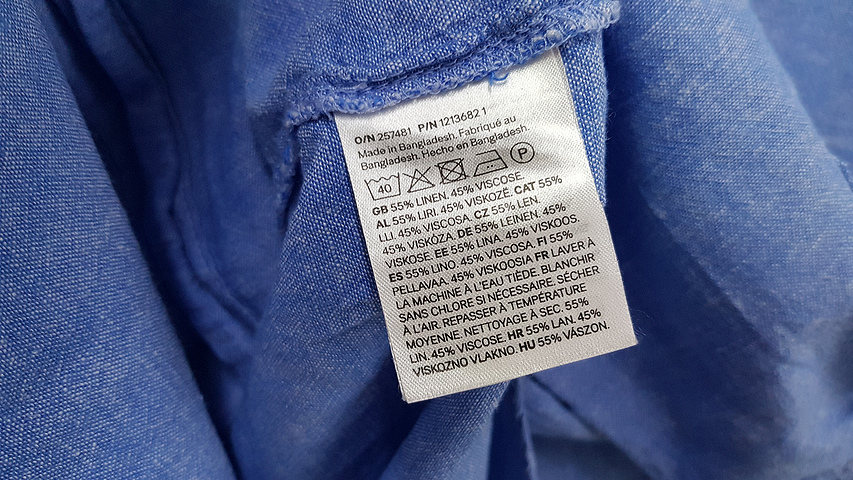 O/N 257481 P/N 1213682 1
Made in Bangladesh. Fabriqué au
Bangladesh. Hecho en Bangladesh.
40 P
GB 55% LINEN. 45% VISCOSE.
AL 55% LIRI. 45% VISKOZË. CAT 55%
LLI. 45% VISCOSA. CZ 55% LEN.
45% VISKÓZA. DE 55% LEINEN. 45%
VISKOSE. EE 55% LINA. 45% VISKOOS.
ES 55% LINO. 45% VISCOSA. FI 55%
PELLAVAA. 45% VISKOOSIA FR LAVER À
LA MACHINE À L'EAU TIÈDE. BLANCHIR
SANS CHLORE SI NÉCESSAIRE. SÉCHER
À L'AIR. REPASSER À TEMPÉRATURE
MOYENNE. NETTOYAGE À SEC. 55%
LIN. 45% VISCOSE. HR 55% LAN. 45%
VISKOZNO VLAKNO. HU 55% VÁSZON.